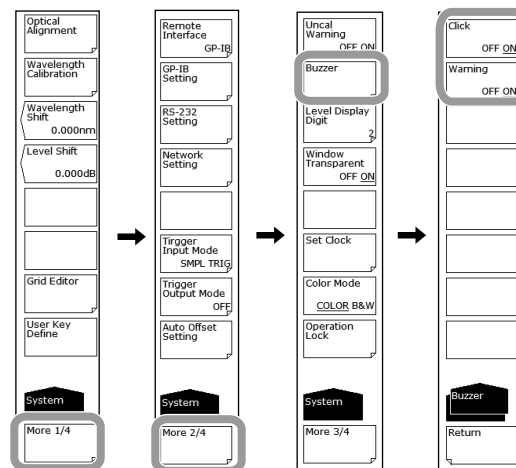 Optical
Alignment
Wavelength
Calibration
Wavelength
Shift
0.000nm
Level Shift
0.000dB
Grid Editor
User Key
Define
System
More 1/4
Remote
Interface
GP-IB
GP-IB
Setting
RS-232
Setting
Network
Setting
Tirgger
Input Mode
SMPL TRIG
Trigger
Output Mode
OFF
Auto Offset
Setting
System
More 2/4
Uncal
Warning
OFF ON
Buzzer
Level Display
Digit
2
Window
Transparent
OFF ON
Set Clock
Color Mode
COLOR B&W
Operation
Lock
System
More 3/4
Click
OFF ON
Warning
OFF ON
Buzzer
Return